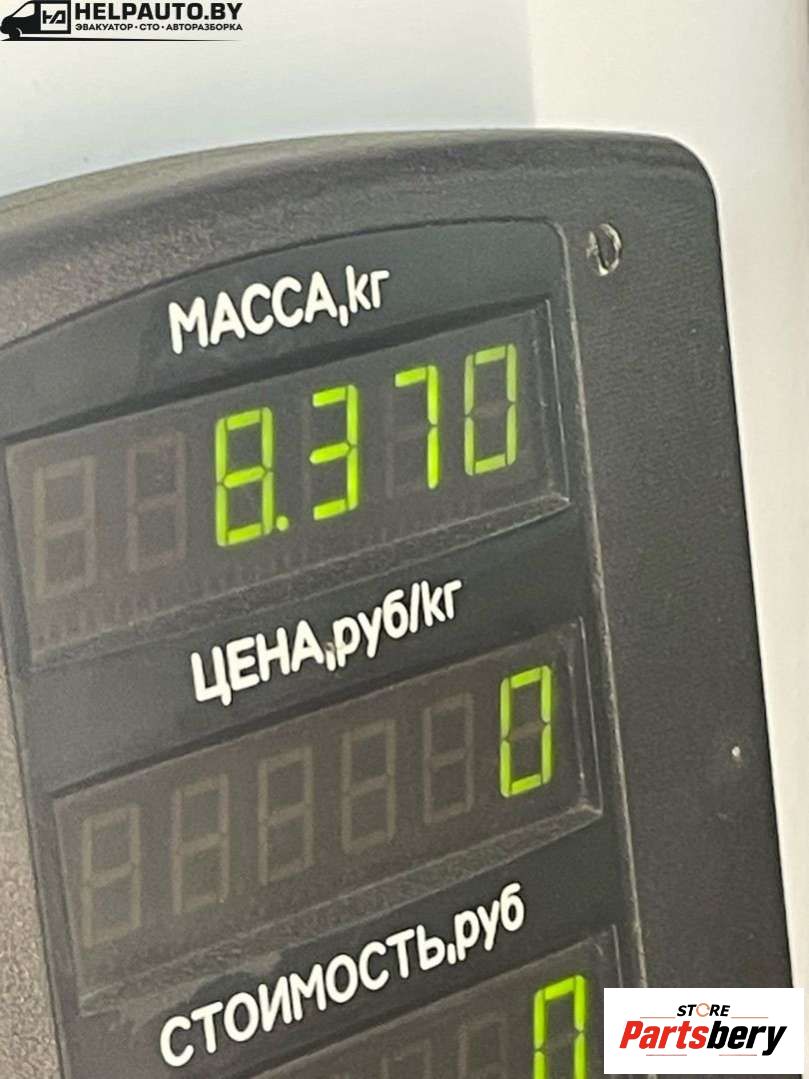 HELPAUTO.BY
ЭВАКУАТОР • СТО • АВТОРАЗБОРКА
МАССА,кг
8.370
ЦЕНА,руб/кг
0
СТОИМОСТЬ,руб
0
STORE
Partsbery